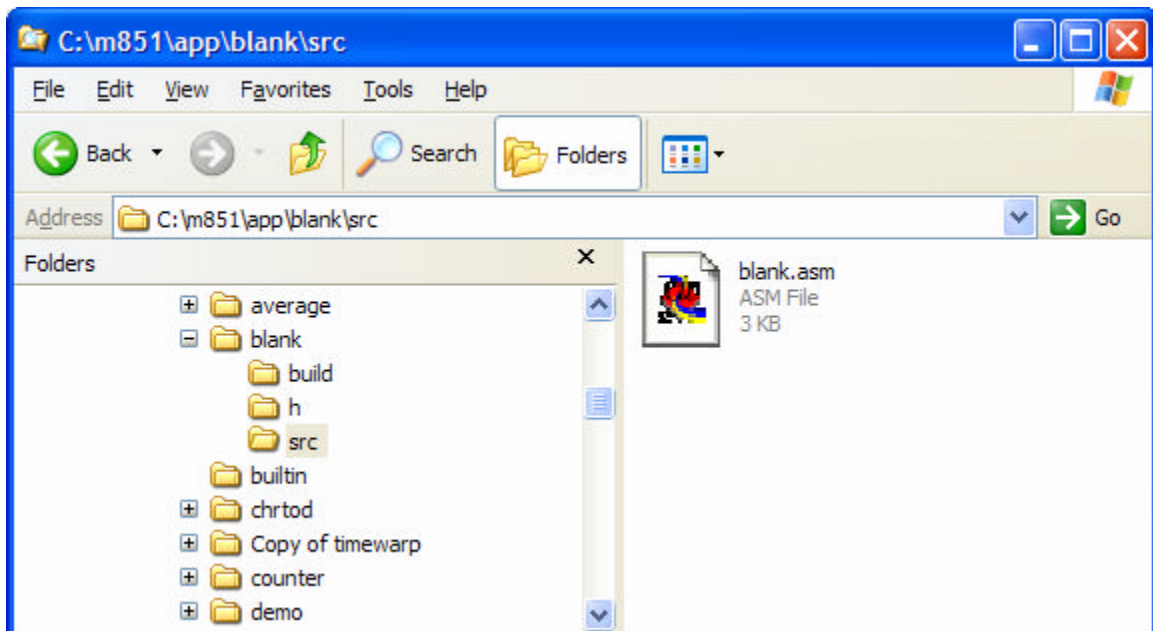 C:\m851\app\blank\src
File Edit View Favorites Tools Help
Back Search Folders
Address C:\m851\app\blank\src Go
Folders
average
blank
build
h
src
builtin
chrtod
Copy of timewarp
counter
demo
blank.asm
ASM File
3 KB